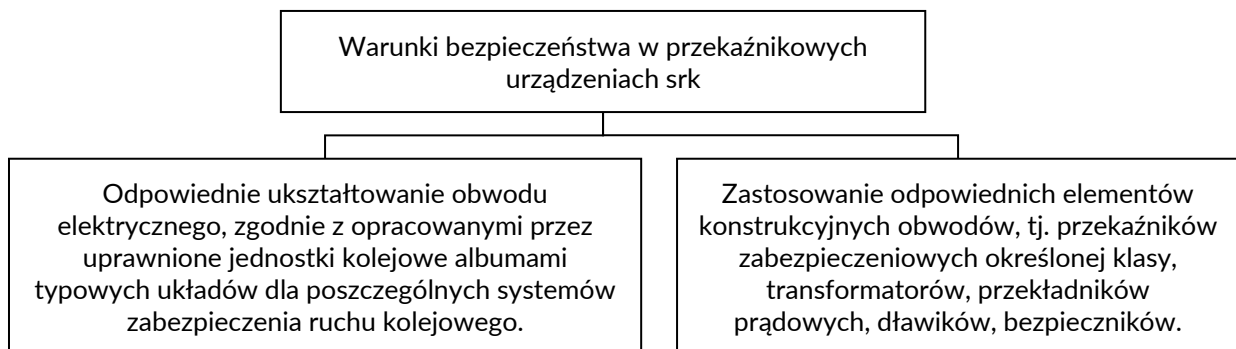 Warunki bezpieczeństwa w przekaźnikowych
urządzeniach srk
Odpowiednie ukształtowanie obwodu
elektrycznego, zgodnie z opracowanymi przez
uprawnione jednostki kolejowe albumami
typowych układów dla poszczególnych systemów
zabezpieczenia ruchu kolejowego.
Zastosowanie odpowiednich elementów
konstrukcyjnych obwodów, tj. przekaźników
zabezpieczeniowych określonej klasy,
transformatorów, przekładników
prądowych, dławików, bezpieczników.